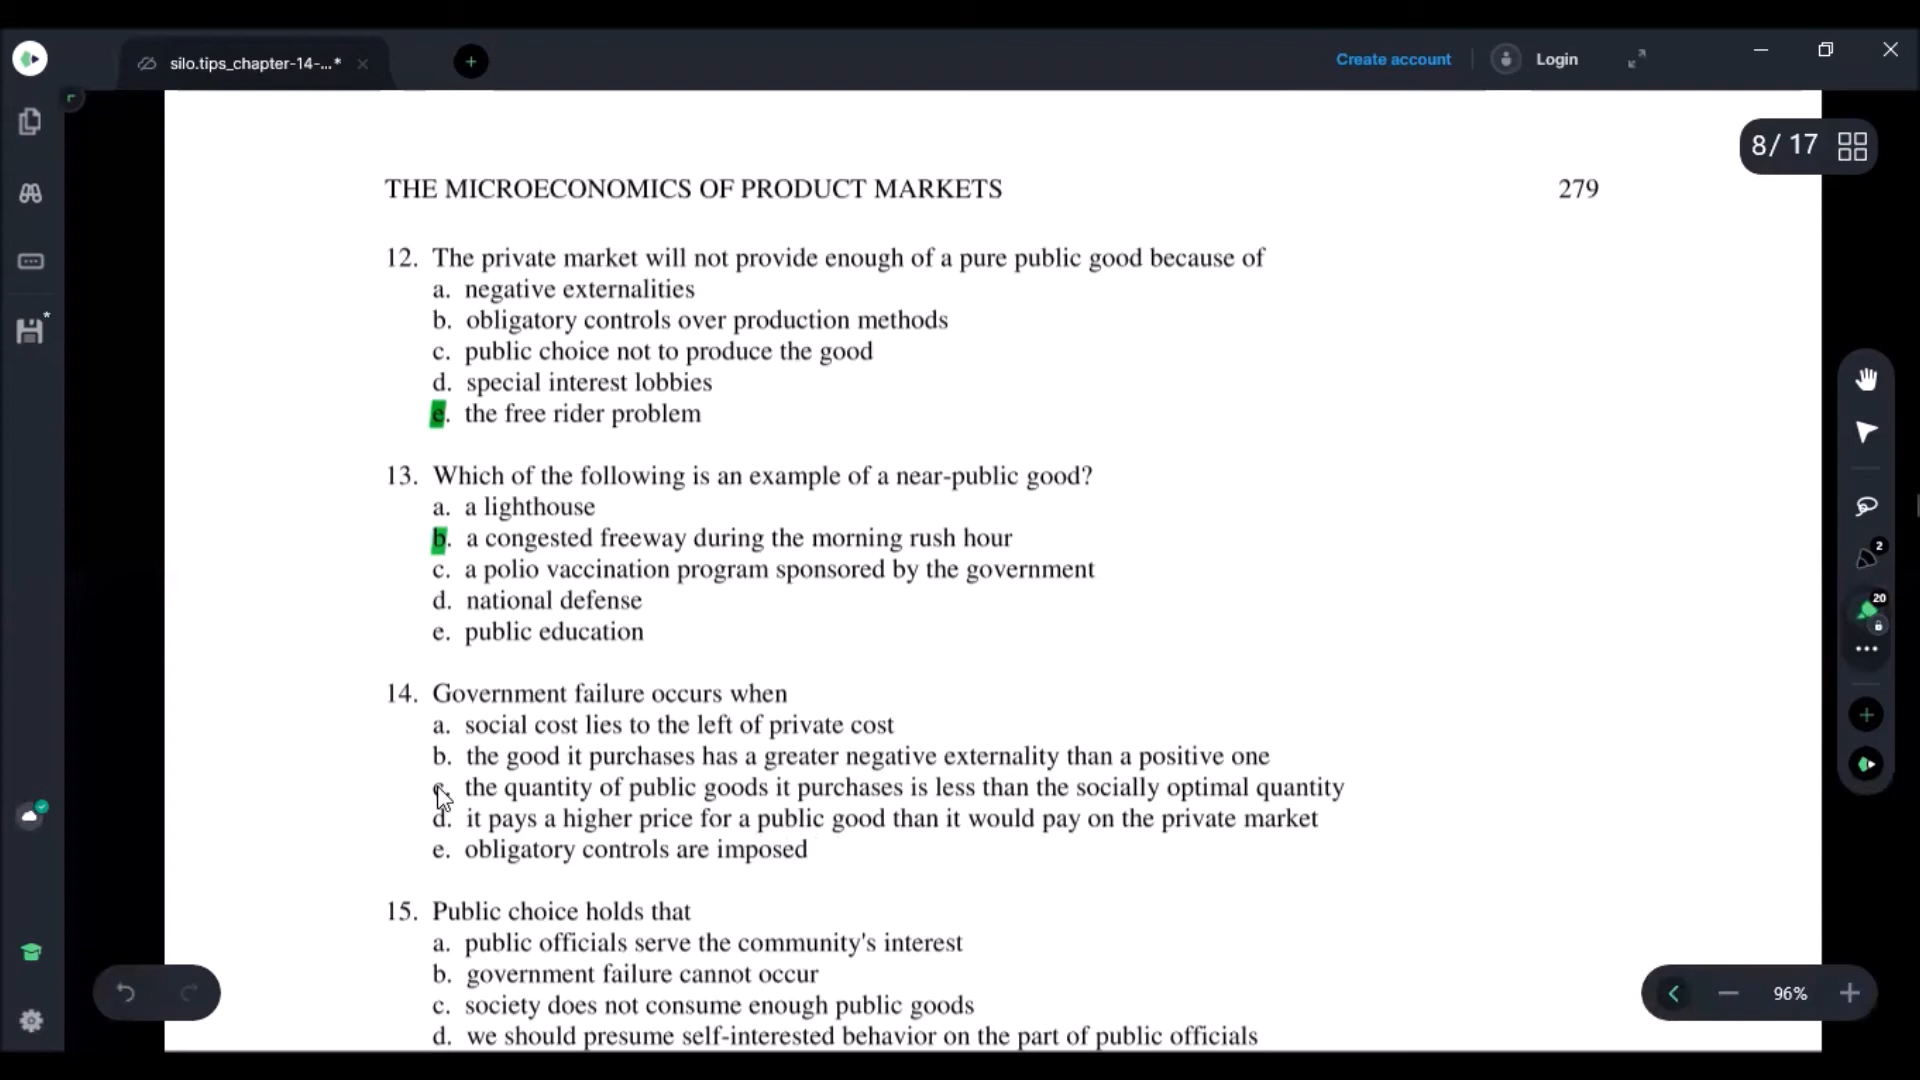 silo.tips_chapter-14-...*
Create account
Login
8/ 17
THE MICROECONOMICS OF PRODUCT MARKETS 279
12. The private market will not provide enough of a pure public good because of
a. negative externalities
b. obligatory controls over production methods
c. public choice not to produce the good
d. special interest lobbies
e. the free rider problem
13. Which of the following is an example of a near-public good?
a. a lighthouse
b. a congested freeway during the morning rush hour
c. a polio vaccination program sponsored by the government
d. national defense
e. public education
14. Government failure occurs when
a. social cost lies to the left of private cost
b. the good it purchases has a greater negative externality than a positive one
c. the quantity of public goods it purchases is less than the socially optimal quantity
d. it pays a higher price for a public good than it would pay on the private market
e. obligatory controls are imposed
15. Public choice holds that
a. public officials serve the community's interest
b. government failure cannot occur
c. society does not consume enough public goods
d. we should presume self-interested behavior on the part of public officials
2
20
96%